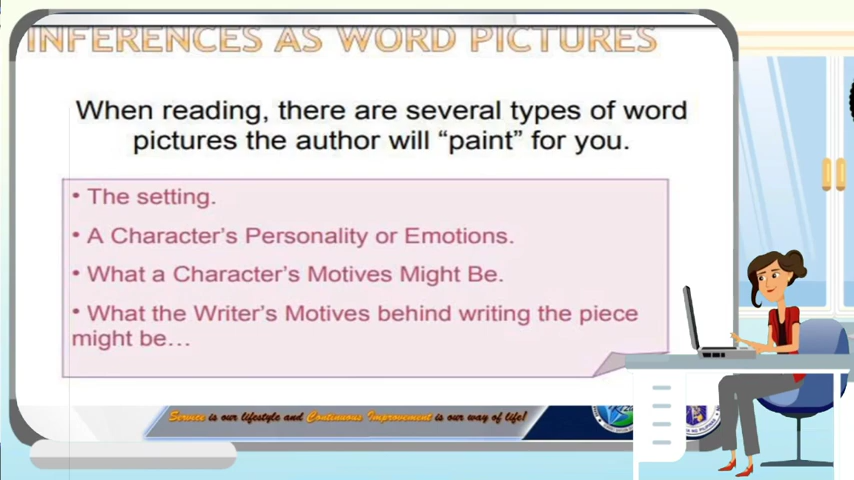 INFERENCES AS WORD PICTURES
When reading, there are several types of word
pictures the author will “paint” for you.
• The setting.
• A Character’s Personality or Emotions.
• What a Character’s Motives Might Be.
• What the Writer’s Motives behind writing the piece
might be…
Service is our lifestyle and Continuous Improvement is our way of life!